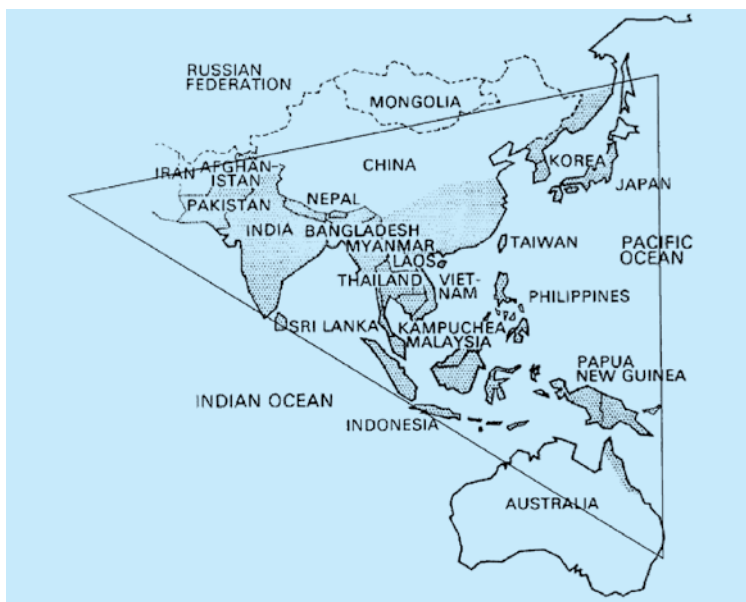 RUSSIAN
FEDERATION
MONGOLIA
IRAN
AFGHAN-
ISTAN
CHINA
KOREA
JAPAN
PAKISTAN
NEPAL
INDIA
BANGLADESH
MYANMAR
LAOS
TAIWAN
PACIFIC
OCEAN
THAILAND
VIET-
NAM
PHILIPPINES
SRI LANKA
KAMPUCHEA
MALAYSIA
PAPUA
NEW GUINEA
INDIAN OCEAN
INDONESIA
AUSTRALIA